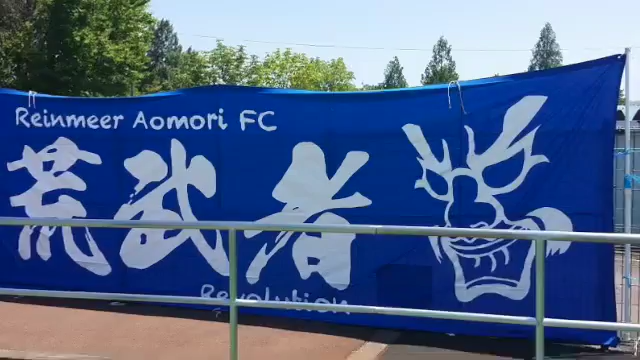 Reinmeer Aomori FC
荒武者
Revolution